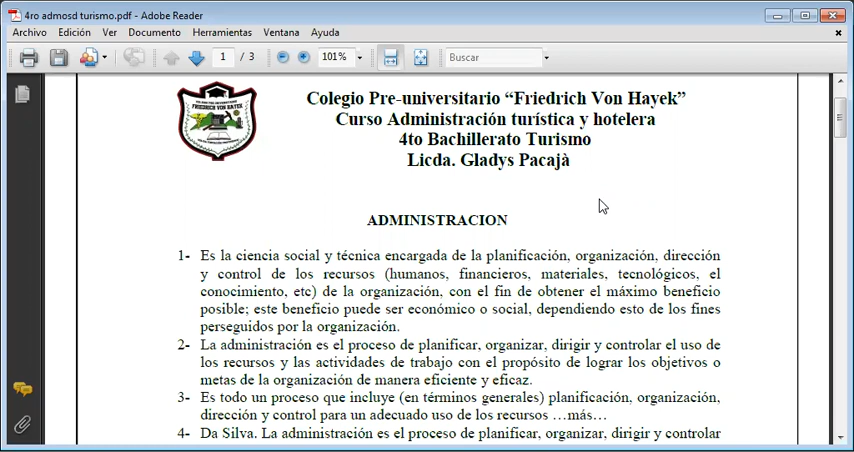 4ro admosd turismo.pdf - Adobe Reader
Archivo Edición Ver Documento Herramientas Ventana Ayuda
1 / 3 101% Buscar
FRIEDRICH VON HAYEK
Colegio Pre-universitario “Friedrich Von Hayek”
Curso Administración turística y hotelera
4to Bachillerato Turismo
Licda. Gladys Pacajà
ADMINISTRACION
1- Es la ciencia social y técnica encargada de la planificación, organización, dirección
y control de los recursos (humanos, financieros, materiales, tecnológicos, el
conocimiento, etc) de la organización, con el fin de obtener el máximo beneficio
posible; este beneficio puede ser económico o social, dependiendo esto de los fines
perseguidos por la organización.
2- La administración es el proceso de planificar, organizar, dirigir y controlar el uso de
los recursos y las actividades de trabajo con el propósito de lograr los objetivos o
metas de la organización de manera eficiente y eficaz.
3- Es todo un proceso que incluye (en términos generales) planificación, organización,
dirección y control para un adecuado uso de los recursos …más…
4- Da Silva. La administración es el proceso de planificar, organizar, dirigir y controlar